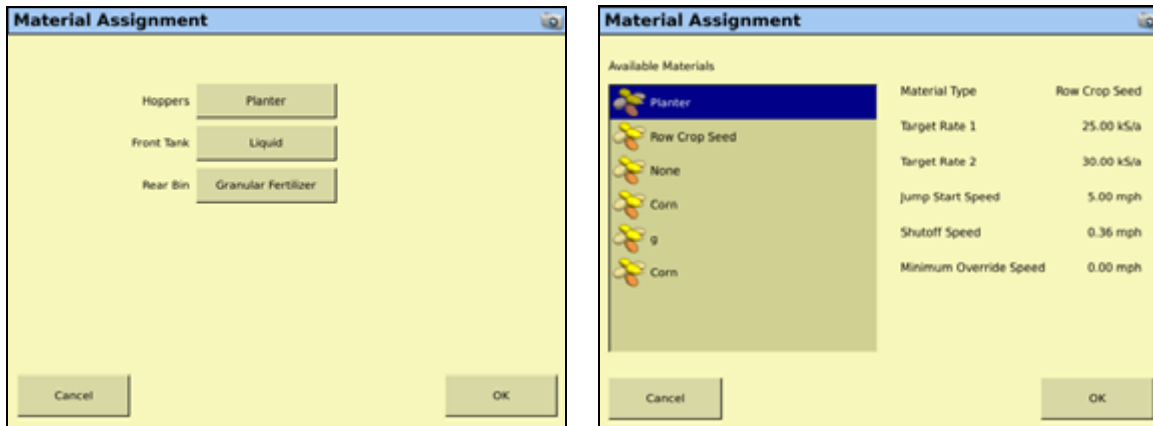 Material Assignment
Hoppers Planter
Front Tank Liquid
Rear Bin Granular Fertilizer
Cancel OK
Material Assignment
Available Materials
Planter
Row Crop Seed
None
Corn
g
Corn
Material Type Row Crop Seed
Target Rate 1 25.00 kS/a
Target Rate 2 30.00 kS/a
Jump Start Speed 5.00 mph
Shutoff Speed 0.36 mph
Minimum Override Speed 0.00 mph
Cancel OK